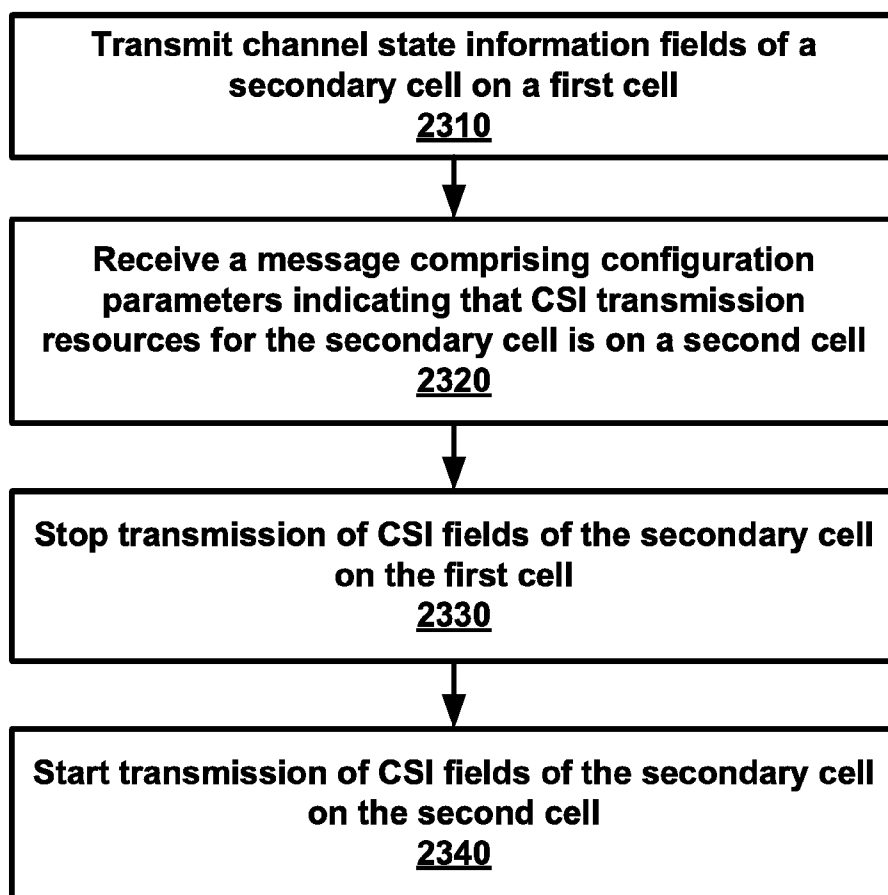 Transmit channel state information fields of a
secondary cell on a first cell
2310
Receive a message comprising configuration
parameters indicating that CSI transmission
resources for the secondary cell is on a second cell
2320
Stop transmission of CSI fields of the secondary cell
on the first cell
2330
Start transmission of CSI fields of the secondary cell
on the second cell
2340